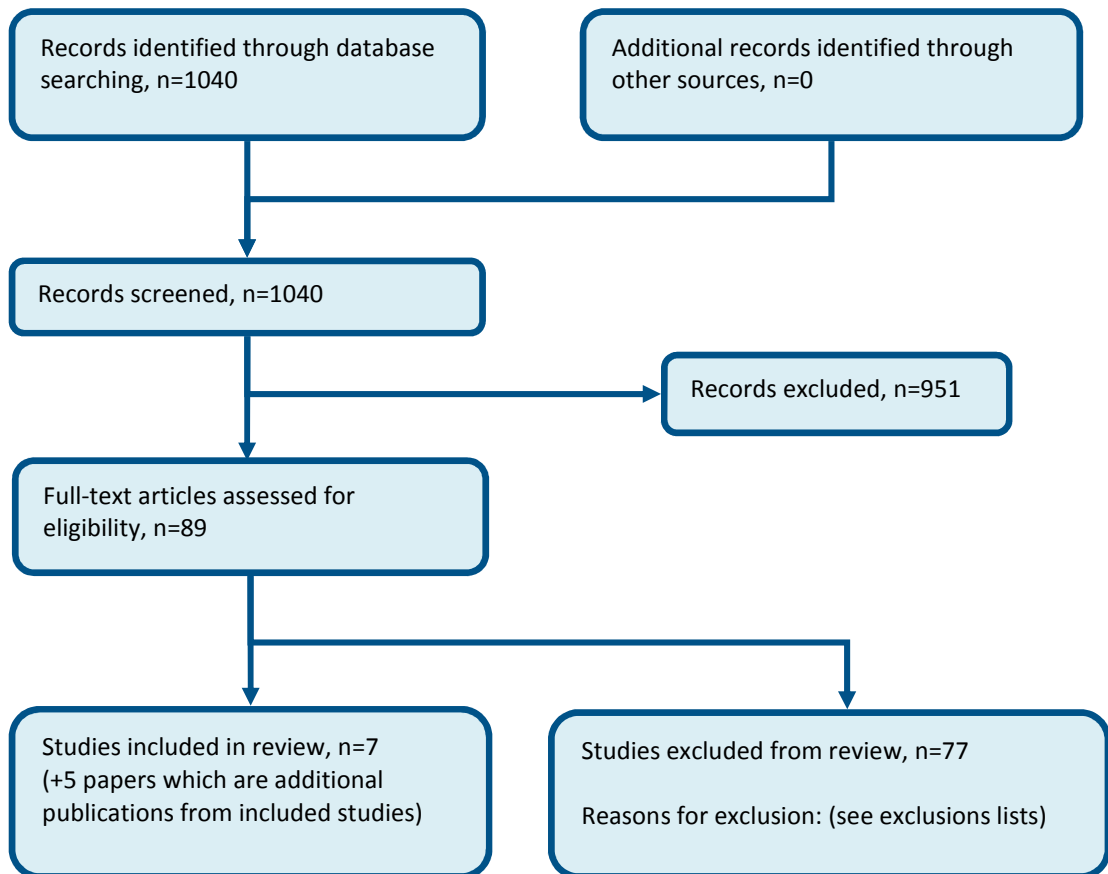 Records identified through database
searching, n=1040
Additional records identified through
other sources, n=0
Records screened, n=1040
Records excluded, n=951
Full-text articles assessed for
eligibility, n=89
Studies included in review, n=7
(+5 papers which are additional
publications from included studies)
Studies excluded from review, n=77
Reasons for exclusion: (see exclusions lists)